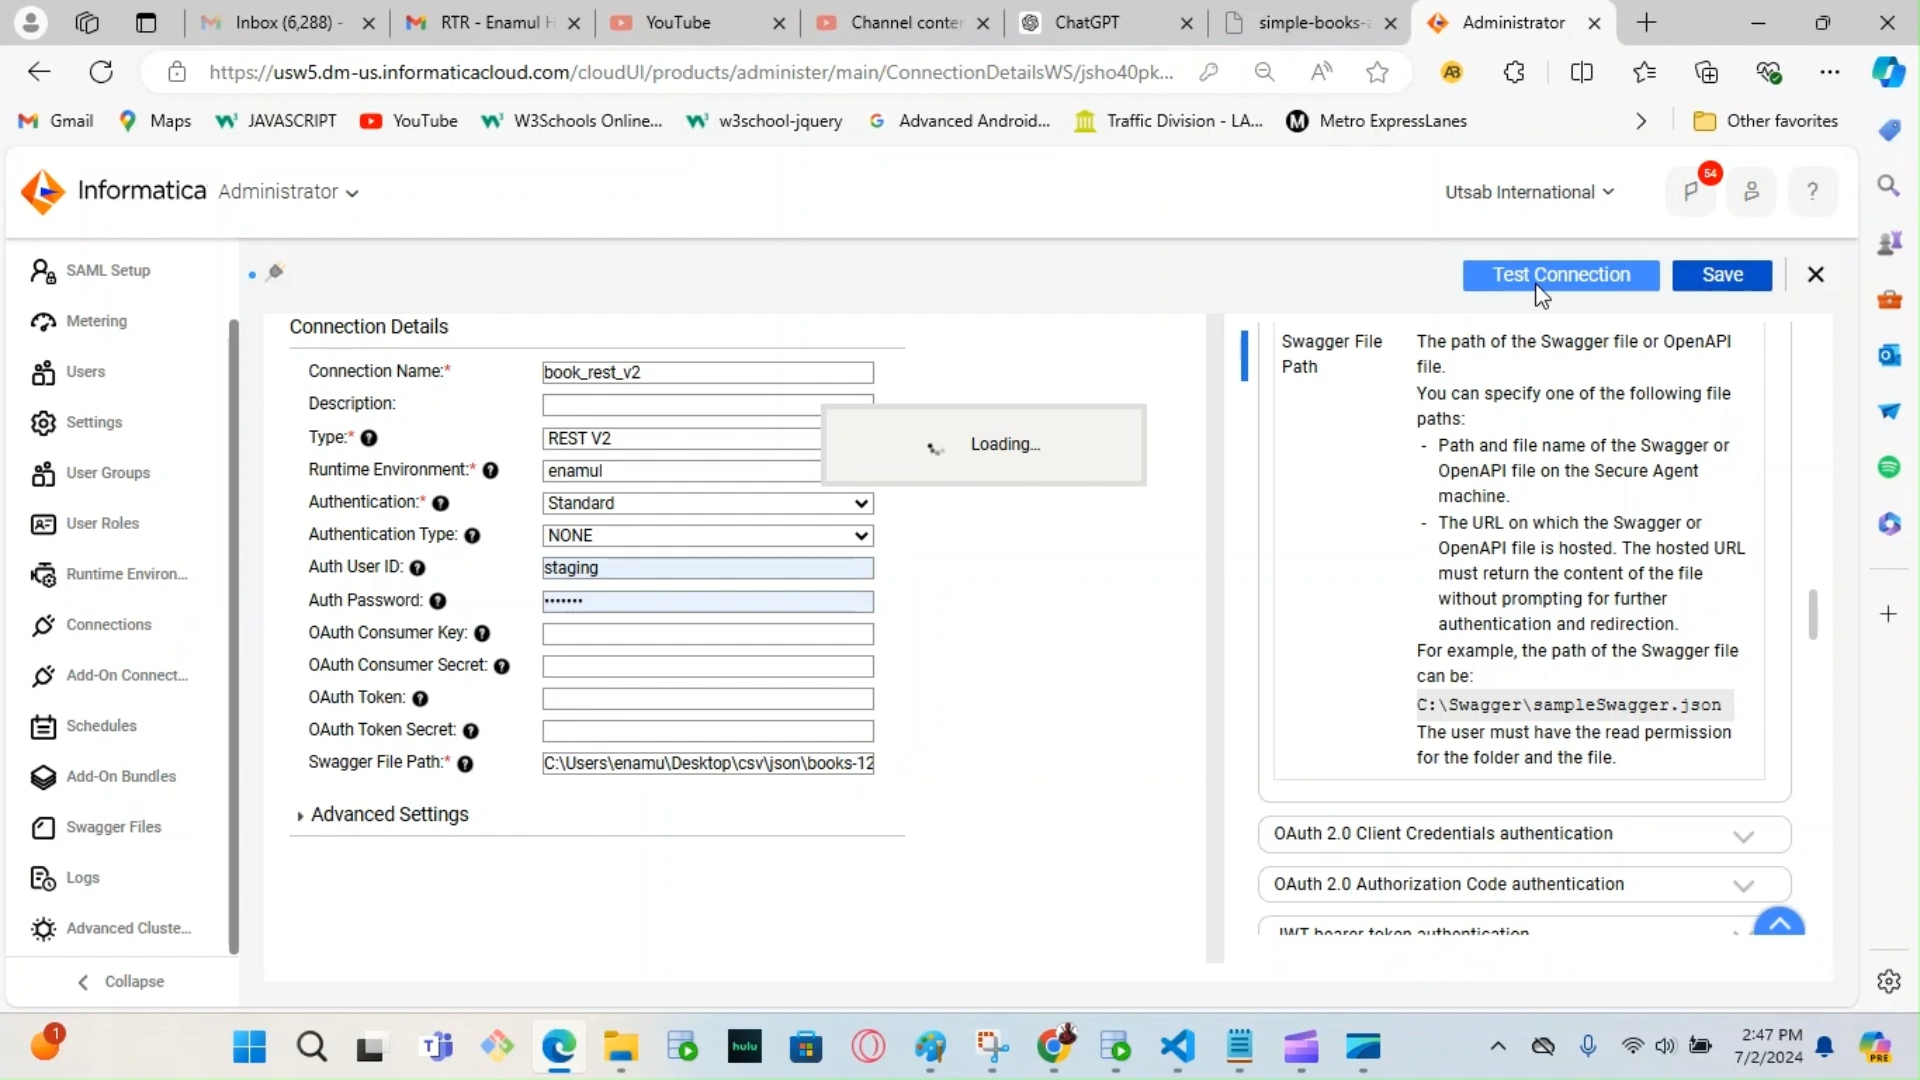 Inbox (6,288) -
RTR - Enamul H
YouTube
Channel conte
ChatGPT
simple-books-
Administrator
https://usw5.dm-us.informaticacloud.com/cloudUI/products/administer/main/ConnectionDetailsWS/jsho40pk...
Gmail
Maps
JAVASCRIPT
YouTube
W3Schools Online...
w3school-jquery
Advanced Android...
Traffic Division - LA...
Metro ExpressLanes
Other favorites
Informatica Administrator
Utsab International
54
?
SAML Setup
Metering
Users
Settings
User Groups
User Roles
Runtime Environ...
Connections
Add-On Connect...
Schedules
Add-On Bundles
Swagger Files
Logs
Advanced Cluste...
Collapse
Test Connection
Save
Connection Details
Connection Name:* book_rest_v2
Description:
Type:* REST V2
Runtime Environment:* enamul
Authentication:* Standard
Authentication Type: NONE
Auth User ID: staging
Auth Password: •••••••
OAuth Consumer Key:
OAuth Consumer Secret:
OAuth Token:
OAuth Token Secret:
Swagger File Path:* C:\Users\enamu\Desktop\csv\json\books-12
Advanced Settings
Loading...
Swagger File
Path
The path of the Swagger file or OpenAPI
file.
You can specify one of the following file
paths:
- Path and file name of the Swagger or
OpenAPI file on the Secure Agent
machine.
- The URL on which the Swagger or
OpenAPI file is hosted. The hosted URL
must return the content of the file
without prompting for further
authentication and redirection.
For example, the path of the Swagger file
can be:
C:\Swagger\sampleSwagger.json
The user must have the read permission
for the folder and the file.
OAuth 2.0 Client Credentials authentication
OAuth 2.0 Authorization Code authentication
JWT bearer token authentication
1
hulu
2:47 PM
7/2/2024
PRE